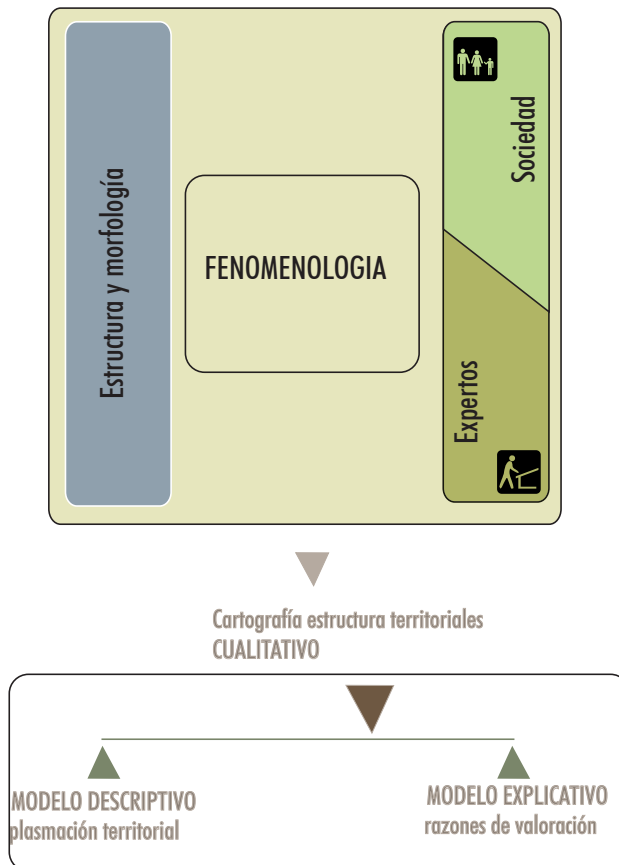 Estructura y morfología
FENOMENOLOGIA
Sociedad
Expertos
Cartografía estructura territoriales
CUALITATIVO
MODELO DESCRIPTIVO
plasmación territorial
MODELO EXPLICATIVO
razones de valoración